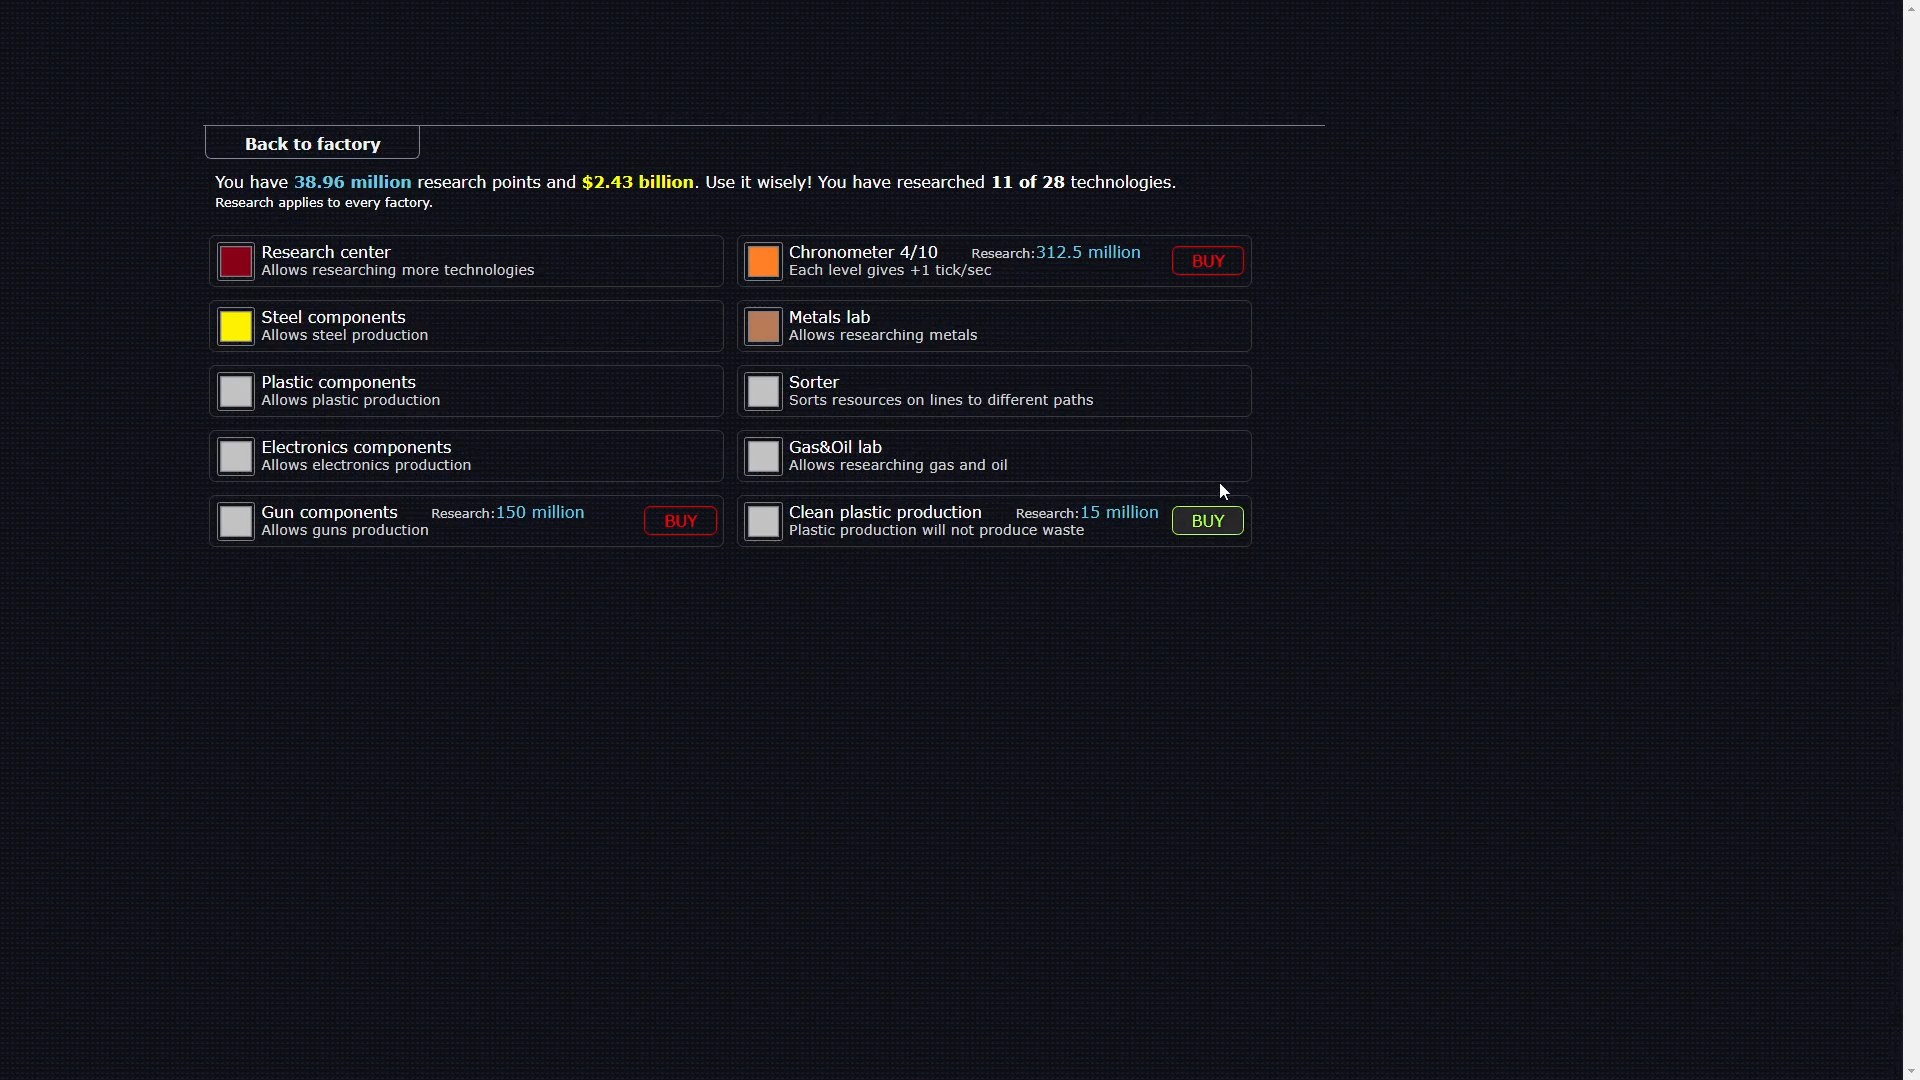 Back to factory
You have 38.96 million research points and $2.43 billion. Use it wisely! You have researched 11 of 28 technologies.
Research applies to every factory.
Research center
Allows researching more technologies
Chronometer 4/10 Research:312.5 million BUY
Each level gives +1 tick/sec
Steel components
Allows steel production
Metals lab
Allows researching metals
Plastic components
Allows plastic production
Sorter
Sorts resources on lines to different paths
Electronics components
Allows electronics production
Gas&Oil lab
Allows researching gas and oil
Gun components Research:150 million BUY
Allows guns production
Clean plastic production Research:15 million BUY
Plastic production will not produce waste